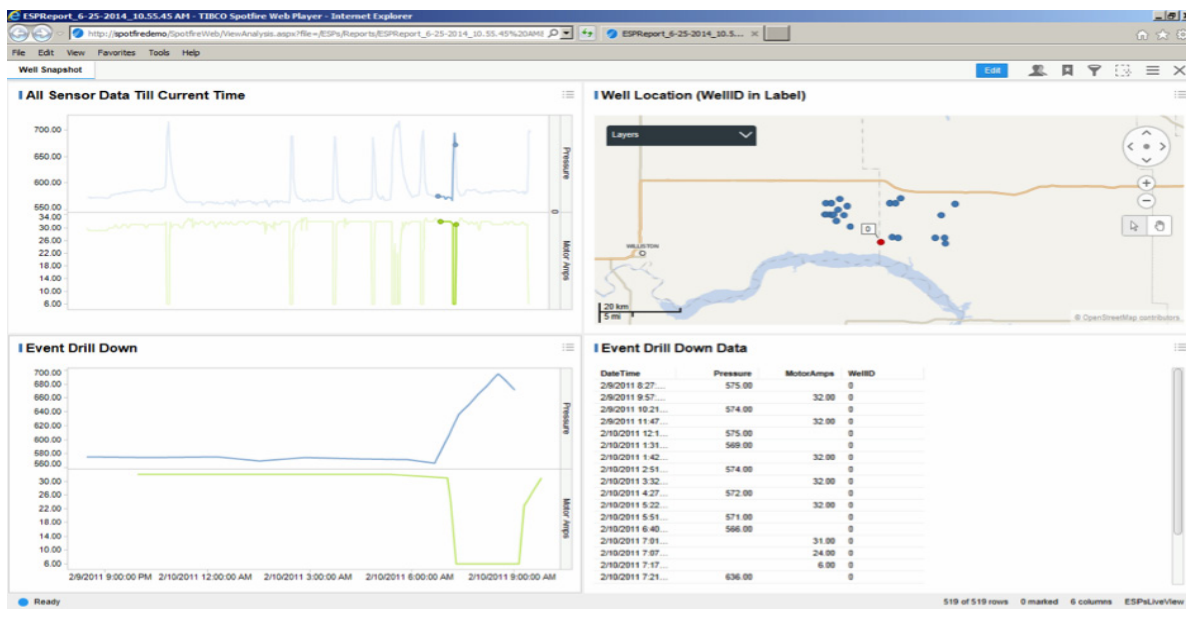 ESPReport_6-25-2014_10.55.45 AM - TIBCO Spotfire Web Player - Internet Explorer
http://spotfiredemo/SpotfireWeb/ViewAnalysis.aspx?file=/ESPs/Reports/ESPReport_6-25-2014_10.55.45%20AM&
ESPReport_6-25-2014_10.5...
File Edit View Favorites Tools Help
Well Snapshot
Edit
All Sensor Data Till Current Time
700.00
650.00
600.00
550.00
34.00
30.00
26.00
22.00
18.00
14.00
10.00
6.00
Pressure
0
Motor Amps
Well Location (WellID in Label)
Layers
0
WILLISTON
20 km
5 mi
© OpenStreetMap contributors
Event Drill Down
700.00
680.00
660.00
640.00
620.00
600.00
580.00
560.00
30.00
26.00
22.00
18.00
14.00
10.00
6.00
Pressure
Motor Amps
2/9/2011 9:00:00 PM 2/10/2011 12:00:00 AM 2/10/2011 3:00:00 AM 2/10/2011 6:00:00 AM 2/10/2011 9:00:00 AM
Event Drill Down Data
DateTime Pressure MotorAmps WellID
2/9/2011 8:27:... 575.00 0
2/9/2011 9:57:... 32.00 0
2/9/2011 10:21... 574.00 0
2/9/2011 11:47... 32.00 0
2/10/2011 12:1... 575.00 0
2/10/2011 1:31... 569.00 0
2/10/2011 1:42... 32.00 0
2/10/2011 2:51... 574.00 0
2/10/2011 3:32... 32.00 0
2/10/2011 4:27... 572.00 0
2/10/2011 5:22... 32.00 0
2/10/2011 5:51... 571.00 0
2/10/2011 6:40... 566.00 0
2/10/2011 7:01... 31.00 0
2/10/2011 7:07... 24.00 0
2/10/2011 7:17... 6.00 0
2/10/2011 7:21... 636.00 0
Ready
519 of 519 rows 0 marked 6 columns ESPsLiveView